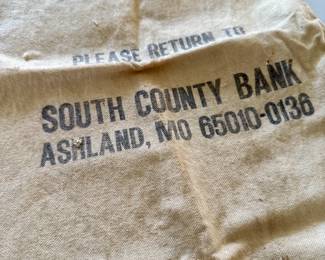 PLEASE RETURN TO
SOUTH COUNTY BANK
ASHLAND, MO 65010-0136